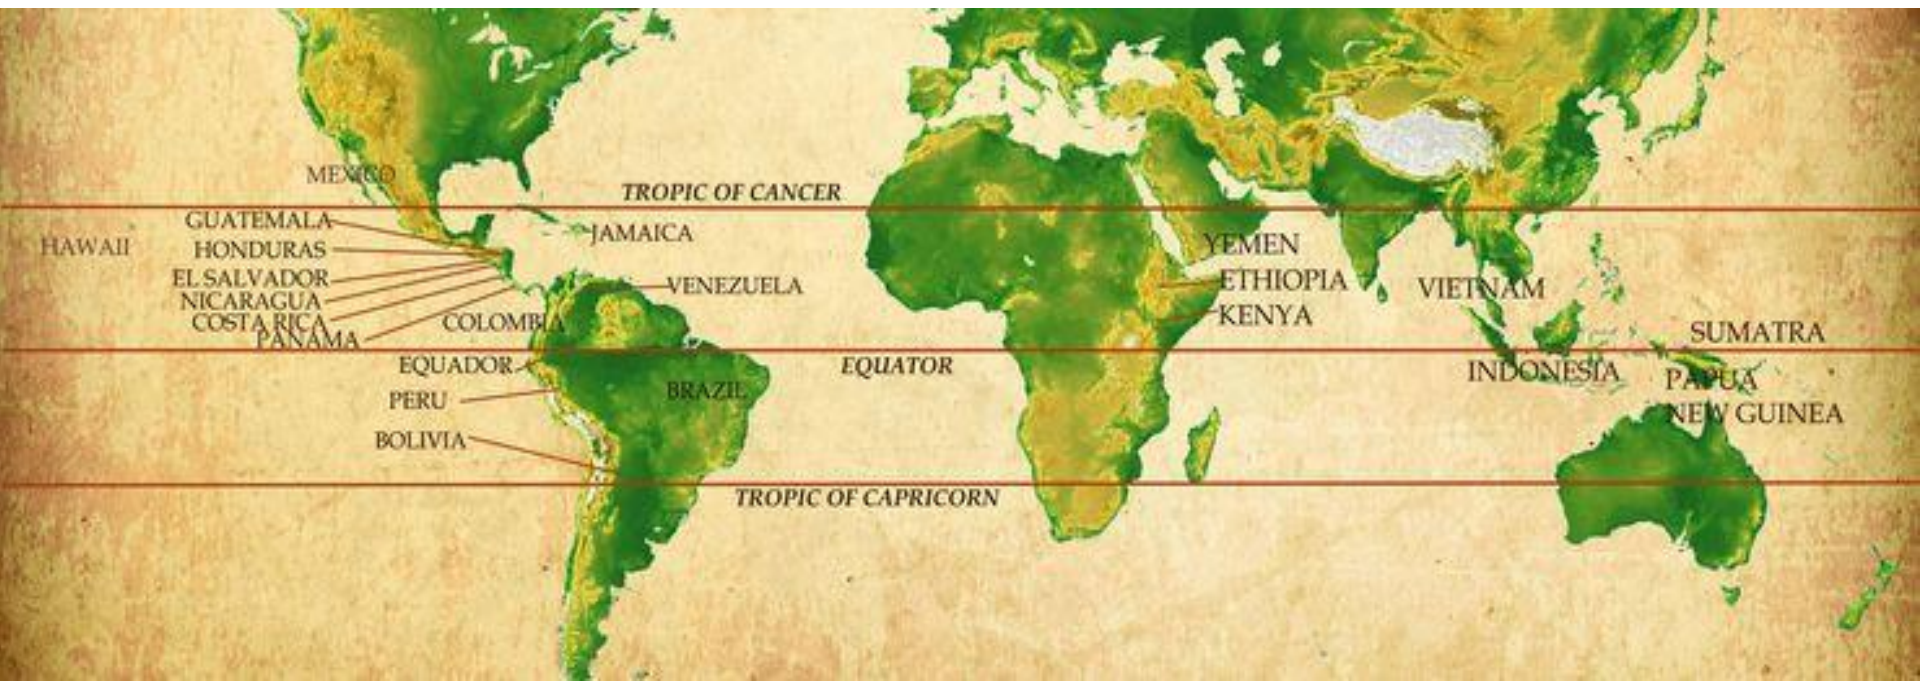 MEXICO
TROPIC OF CANCER
GUATEMALA
HAWAII
HONDURAS
EL SALVADOR
NICARAGUA
COSTA RICA
PANAMA
JAMAICA
VENEZUELA
COLOMBIA
YEMEN
ETHIOPIA
KENYA
VIETNAM
SUMATRA
EQUADOR
EQUATOR
INDONESIA
PAPUA
NEW GUINEA
PERU
BRAZIL
BOLIVIA
TROPIC OF CAPRICORN